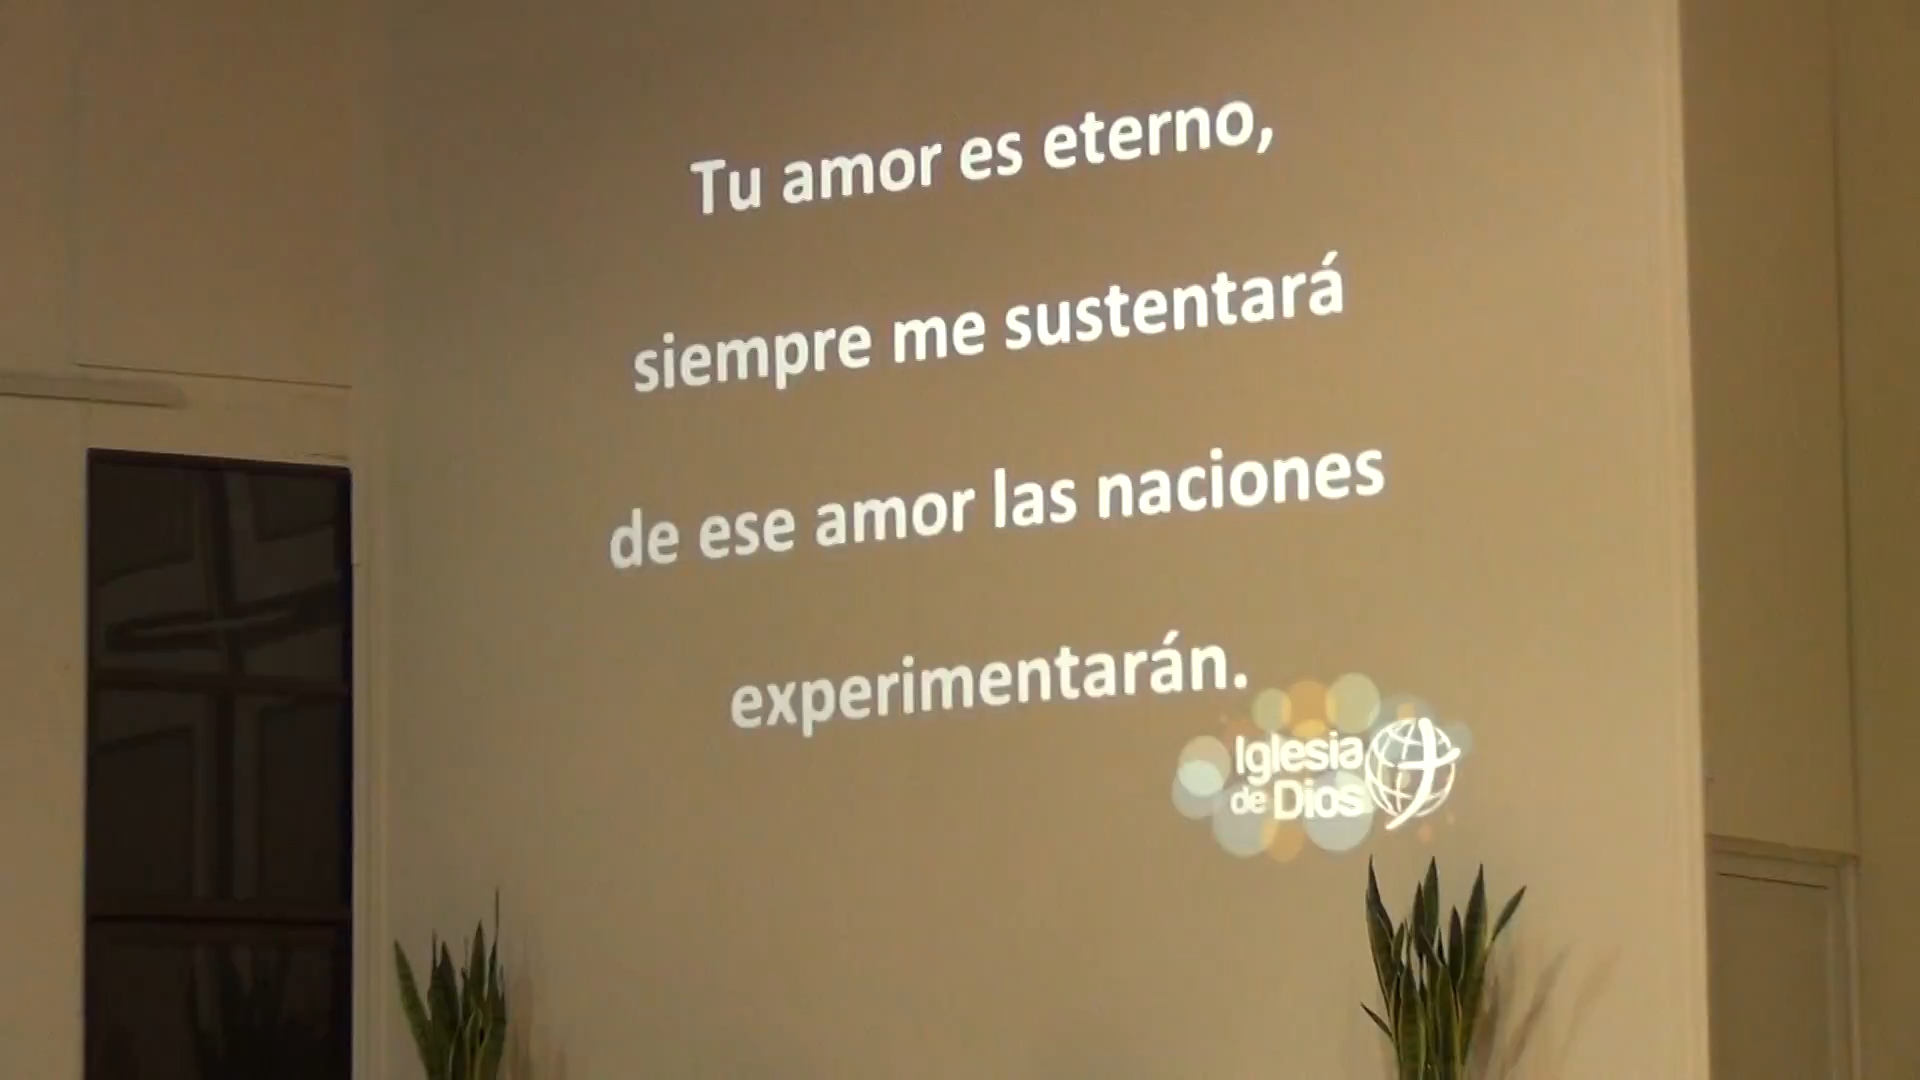 Tu amor es eterno,
siempre me sustentará
de ese amor las naciones
experimentarán.
Iglesia
de Dios